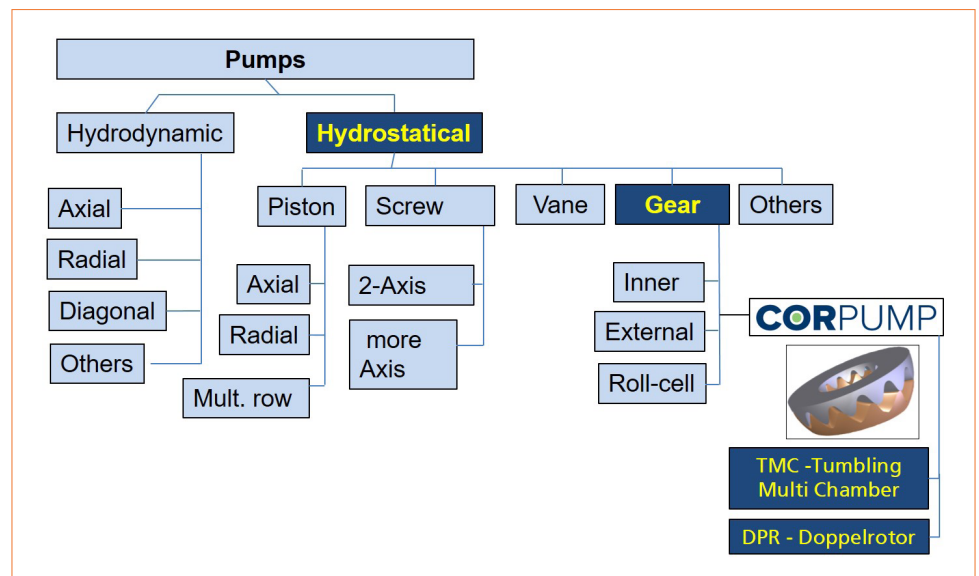 Pumps
Hydrodynamic
Hydrostatical
Axial
Radial
Diagonal
Others
Piston
Screw
Vane
Gear
Others
Axial
Radial
Mult. row
2-Axis
more
Axis
Inner
External
Roll-cell
CORPUMP
TMC -Tumbling
Multi Chamber
DPR - Doppelrotor